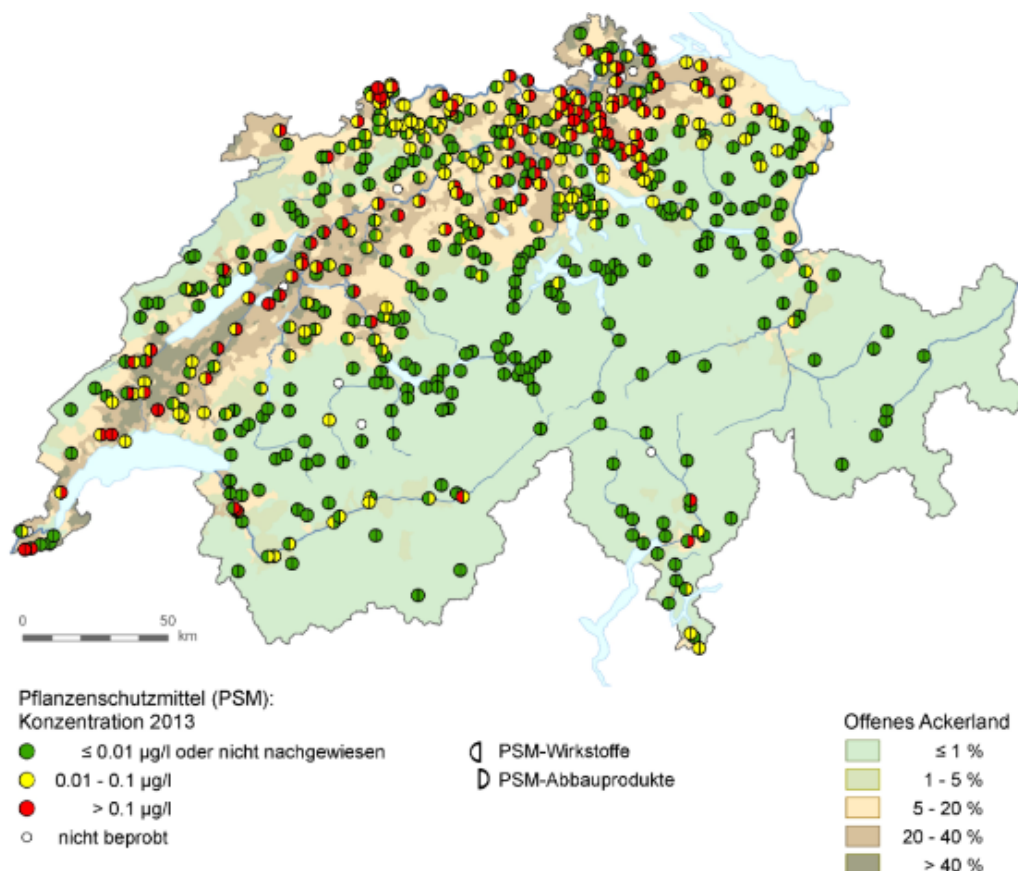 0 50
km
Pflanzenschutzmittel (PSM):
Konzentration 2013
≤ 0.01 µg/l oder nicht nachgewiesen
0.01 - 0.1 µg/l
> 0.1 µg/l
nicht beprobt
PSM-Wirkstoffe
PSM-Abbauprodukte
Offenes Ackerland
≤ 1 %
1 - 5 %
5 - 20 %
20 - 40 %
> 40 %